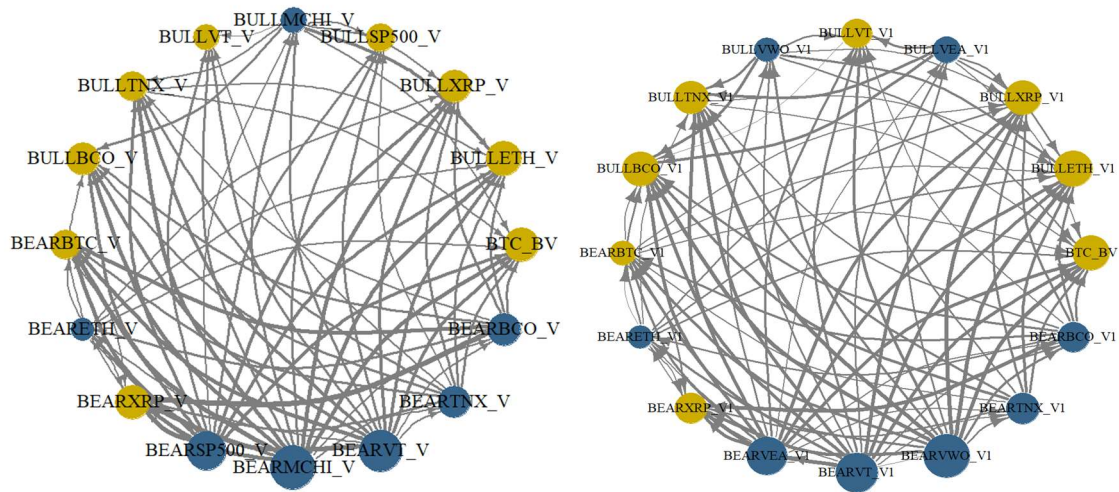 BULLMCHI_V
BULLVT_V
BULLSP500_V
BULLTNX_V
BULLXRP_V
BULLBCO_V
BULLETH_V
BEARBTC_V
BTC_BV
BEARETH_V
BEARBCO_V
BEARXRP_V
BEARTNX_V
BEARSP500_V
BEARVT_V
BEARMCHI_V
BULLVT_V1
BULLVWO_V1
BULLVEA_V1
BULLTNX_V1
BULLXRP_V1
BULLBCO_V1
BULLETH_V1
BEARBTC_V1
BTC_BV
BEARETH_V1
BEARBCO_V1
BEARXRP_V1
BEARTNX_V1
BEARVEA_V1
BEARVWO_V1
BEARVT_V1